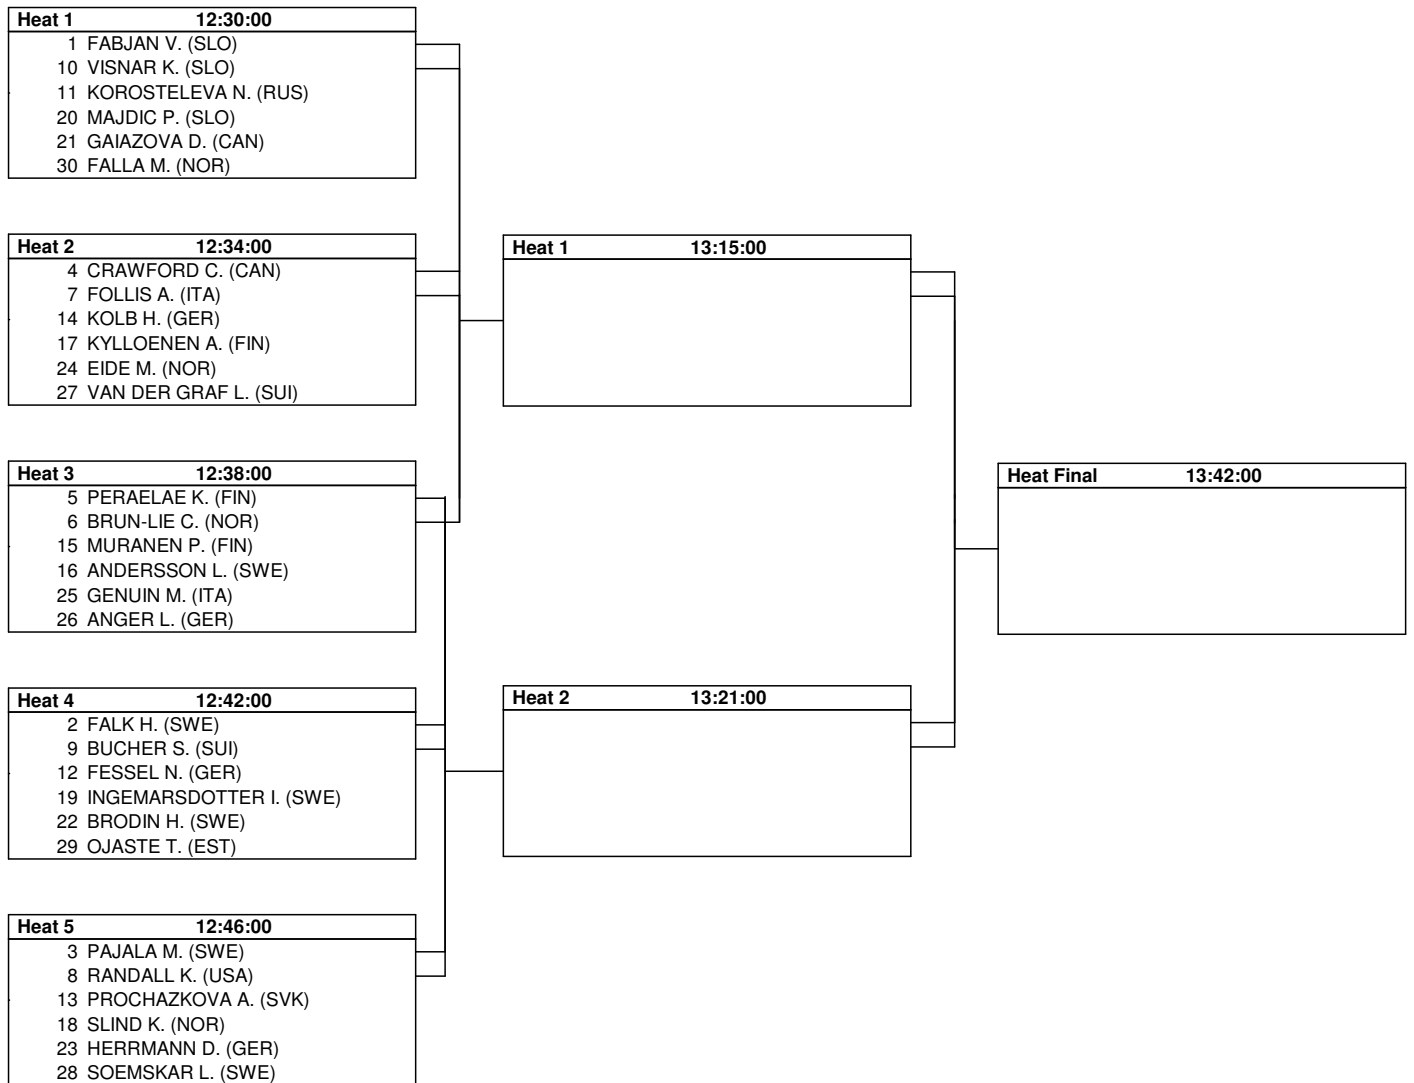 Heat 1 12:30:00
1 FABJAN V. (SLO)
10 VISNAR K. (SLO)
11 KOROSTELEVA N. (RUS)
20 MAJDIC P. (SLO)
21 GAIAZOVA D. (CAN)
30 FALLA M. (NOR)
Heat 2 12:34:00
4 CRAWFORD C. (CAN)
7 FOLLIS A. (ITA)
14 KOLB H. (GER)
17 KYLLOENEN A. (FIN)
24 EIDE M. (NOR)
27 VAN DER GRAF L. (SUI)
Heat 3 12:38:00
5 PERAELAE K. (FIN)
6 BRUN-LIE C. (NOR)
15 MURANEN P. (FIN)
16 ANDERSSON L. (SWE)
25 GENUIN M. (ITA)
26 ANGER L. (GER)
Heat 4 12:42:00
2 FALK H. (SWE)
9 BUCHER S. (SUI)
12 FESSEL N. (GER)
19 INGEMARSDOTTER I. (SWE)
22 BRODIN H. (SWE)
29 OJASTE T. (EST)
Heat 5 12:46:00
3 PAJALA M. (SWE)
8 RANDALL K. (USA)
13 PROCHAZKOVA A. (SVK)
18 SLIND K. (NOR)
23 HERRMANN D. (GER)
28 SOEMSKAR L. (SWE)
Heat 1 13:15:00
Heat 2 13:21:00
Heat Final 13:42:00